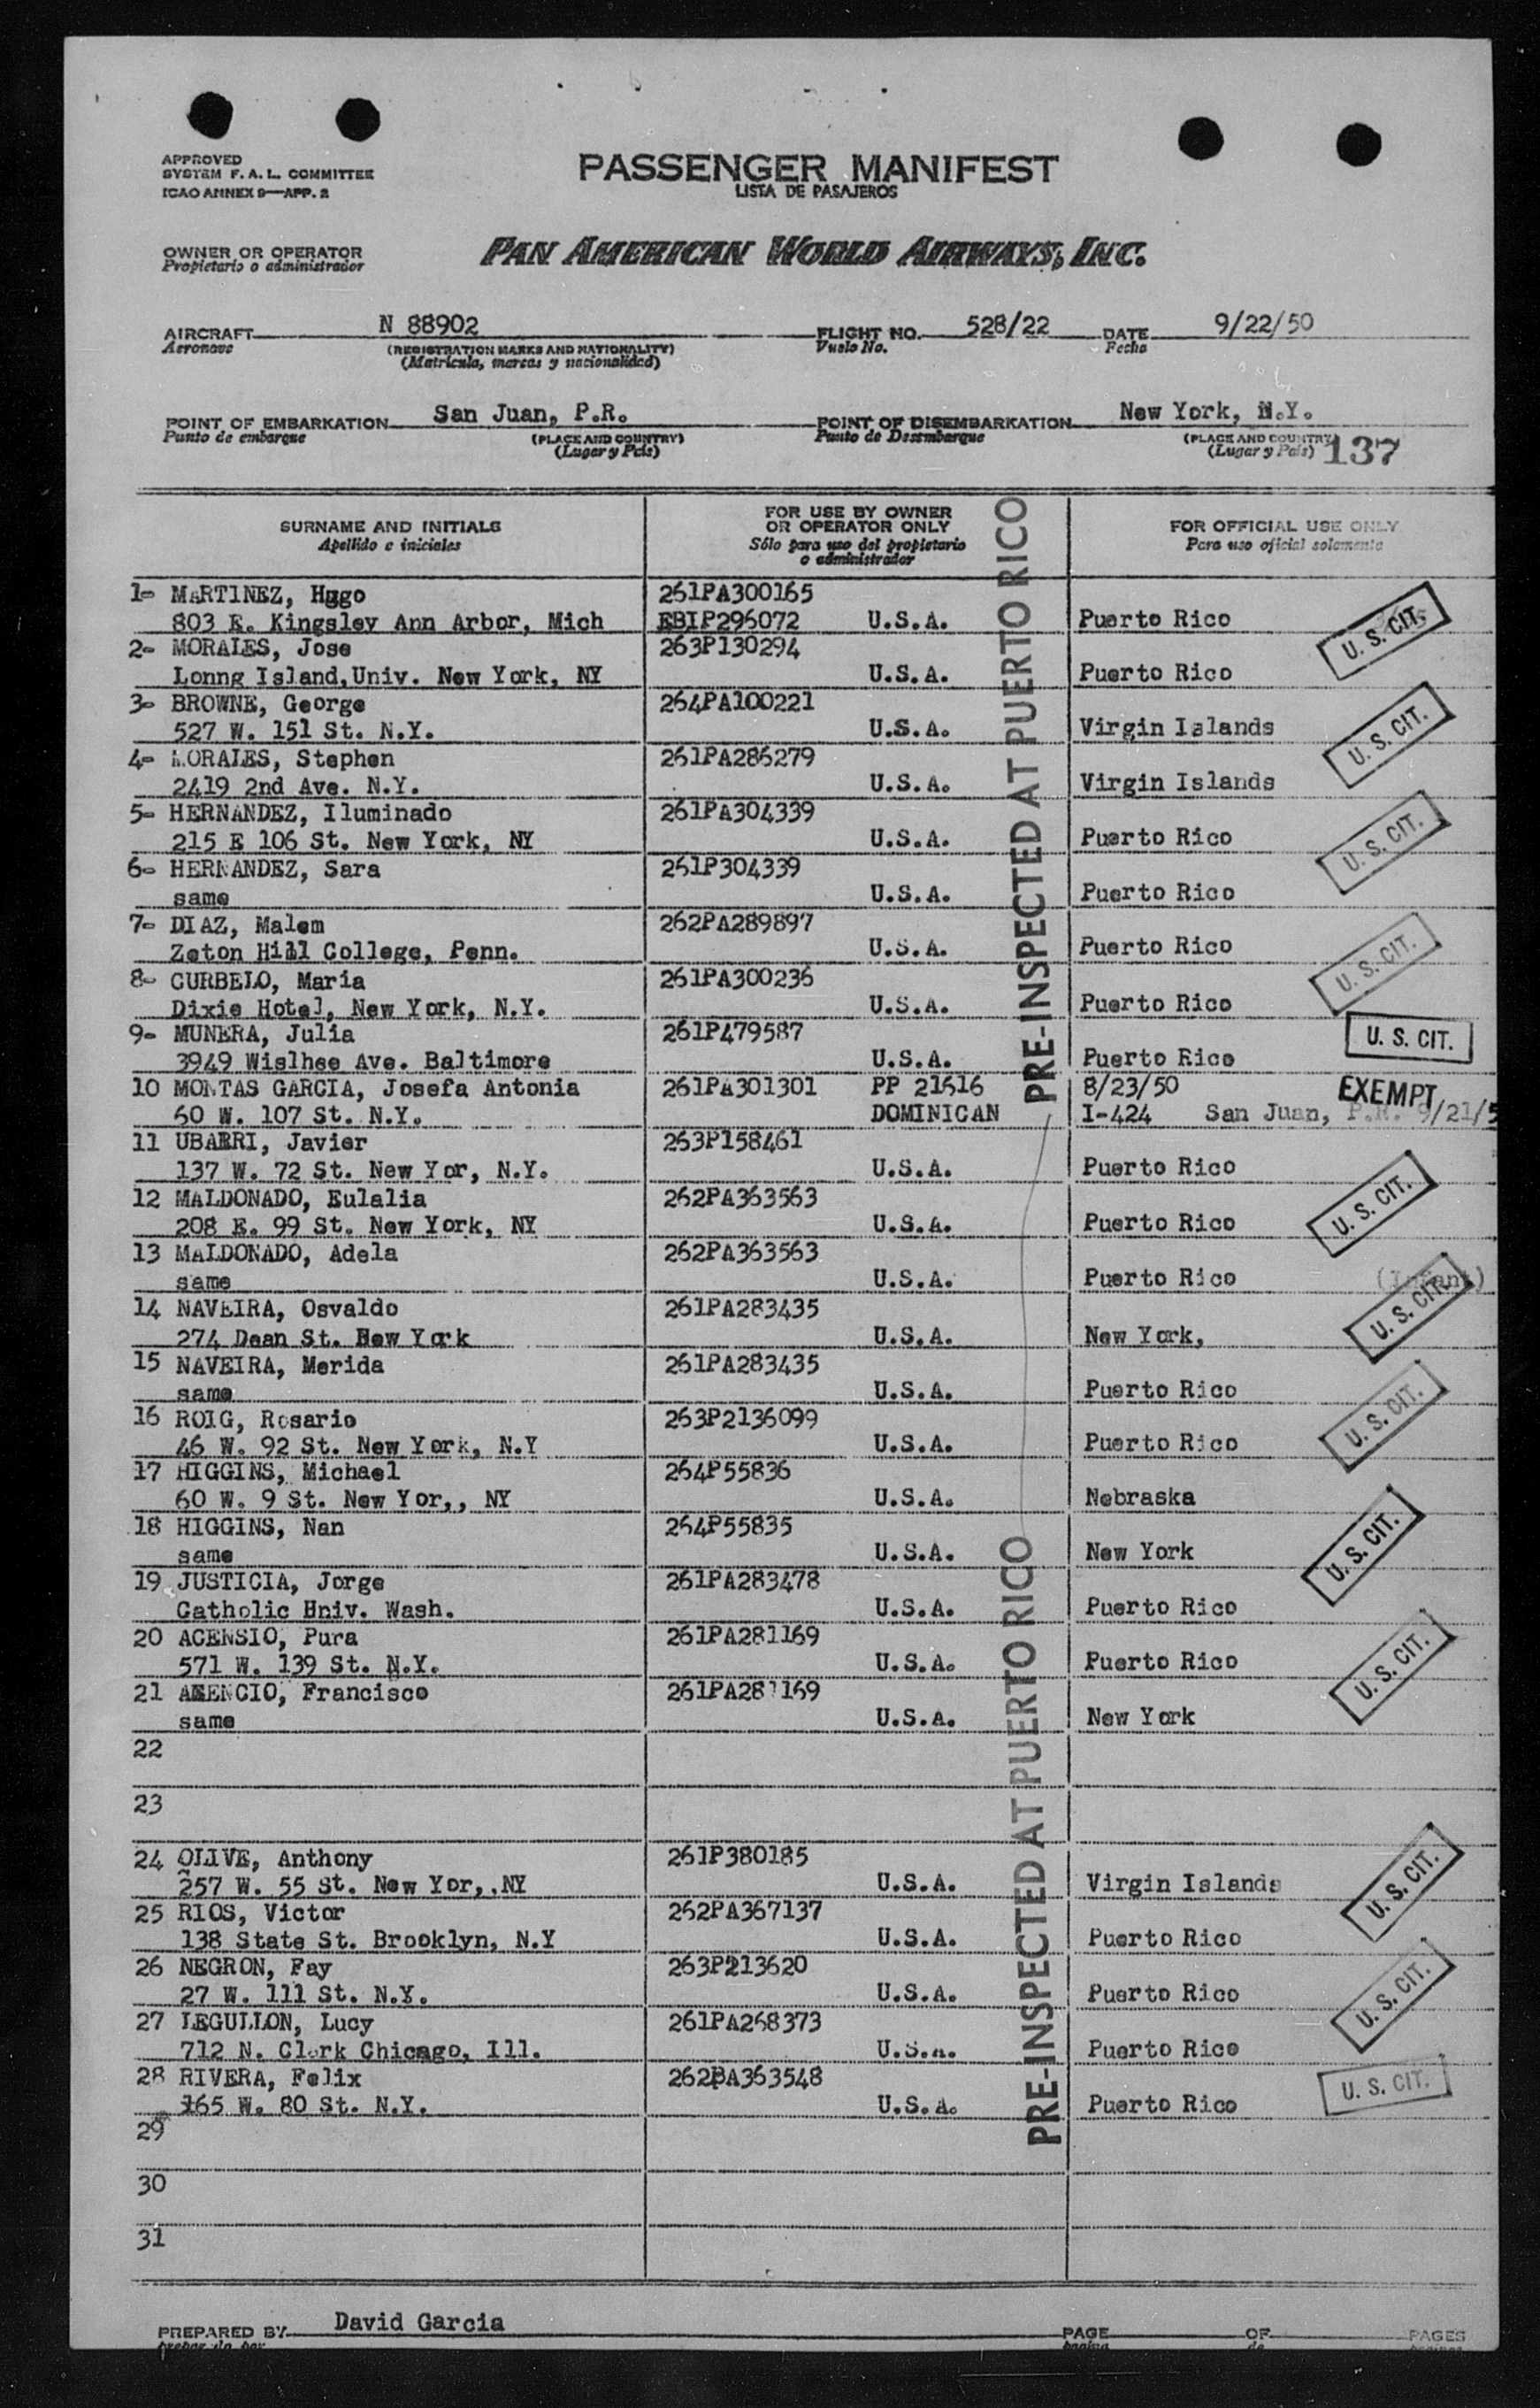 APPROVED
SYSTEM F. A. L. COMMITTEE
ICAO ANNEX 9—APP. 2
PASSENGER MANIFEST
LISTA DE PASAJEROS
OWNER OR OPERATOR
Propietario o administrador
PAN AMERICAN WORLD AIRWAYS, INC.
AIRCRAFT N 88902 FLIGHT NO. 528/22 DATE 9/22/50
Aeronave (REGISTRATION MARKS AND NATIONALITY) Vuelo No. Fecha
(Matricula, marcas y nacionalidad)
POINT OF EMBARKATION San Juan, P.R. POINT OF DISEMBARKATION New York, N.Y.
Punto de embarque (PLACE AND COUNTRY) Punto de Desembarque (PLACE AND COUNTRY)
(Lugar y País) (Lugar y País) 137
SURNAME AND INITIALS FOR USE BY OWNER OR OPERATOR ONLY FOR OFFICIAL USE ONLY
Apellido e iniciales Sólo para uso del propietario o administrador Para uso oficial solamente
PRE-INSPECTED AT PUERTO RICO
1- MARTINEZ, Hugo 261PA300165
803 E. Kingsley Ann Arbor, Mich EBIP296072 U.S.A. Puerto Rico U. S. CIT.
2- MORALES, Jose 263P130294
Lonng Island,Univ. New York, NY U.S.A. Puerto Rico
3- BROWNE, George 264PA100221
527 W. 151 St. N.Y. U.S.A. Virgin Islands U. S. CIT.
4- MORALES, Stephen 261PA286279
2419 2nd Ave. N.Y. U.S.A. Virgin Islands
5- HERNANDEZ, Iluminado 261PA304339
215 E 106 St. New York, NY U.S.A. Puerto Rico U. S. CIT.
6- HERNANDEZ, Sara 261P304339
same U.S.A. Puerto Rico
7- DIAZ, Malem 262PA289897
Zeton Hill College, Penn. U.S.A. Puerto Rico U. S. CIT.
8- CURBELO, Maria 261PA300236
Dixie Hotel, New York, N.Y. U.S.A. Puerto Rico
9- MUNERA, Julia 261P479587 U. S. CIT.
3949 Wislhee Ave. Baltimore U.S.A. Puerto Rico
10 MONTAS GARCIA, Josefa Antonia 261PA301301 PP 21616 8/23/50 EXEMPT
60 W. 107 St. N.Y. DOMINICAN I-424 San Juan, P.R. 9/21/5
11 UBARRI, Javier 263P158461
137 W. 72 St. New Yor, N.Y. U.S.A. Puerto Rico
12 MALDONADO, Eulalia 262PA363563 U. S. CIT.
208 E. 99 St. New York, NY U.S.A. Puerto Rico
13 MALDONADO, Adela 262PA363563
same U.S.A. Puerto Rico (Infant)
14 NAVEIRA, Osvaldo 261PA283435 U. S. CIT.
274 Dean St. New York U.S.A. New York,
15 NAVEIRA, Merida 261PA283435
same U.S.A. Puerto Rico
16 ROIG, Rosario 263P2136099 U. S. CIT.
46 W. 92 St. New York, N.Y U.S.A. Puerto Rico
17 HIGGINS, Michael 264P55836
60 W. 9 St. New Yor,, NY U.S.A. Nebraska
18 HIGGINS, Nan 264P55835 U. S. CIT.
same U.S.A. New York
PRE-INSPECTED AT PUERTO RICO
19 JUSTICIA, Jorge 261PA283478
Catholic Univ. Wash. U.S.A. Puerto Rico
20 ACENSIO, Pura 261PA281169
571 W. 139 St. N.Y. U.S.A. Puerto Rico U. S. CIT.
21 ASENCIO, Francisco 261PA281169
same U.S.A. New York
22
23
24 OLIVE, Anthony 261P380185
257 W. 55 St. New Yor,.NY U.S.A. Virgin Islands U. S. CIT.
25 RIOS, Victor 262PA367137
138 State St. Brooklyn, N.Y U.S.A. Puerto Rico
26 NEGRON, Fay 263P213620
27 W. 111 St. N.Y. U.S.A. Puerto Rico U. S. CIT.
27 LEGULLON, Lucy 261PA268373
712 N. Clark Chicago, Ill. U.S.A. Puerto Rico
28 RIVERA, Felix 262PA363548 U. S. CIT.
165 W. 80 St. N.Y. U.S.A. Puerto Rico
29
30
31
PREPARED BY David Garcia PAGE OF PAGES